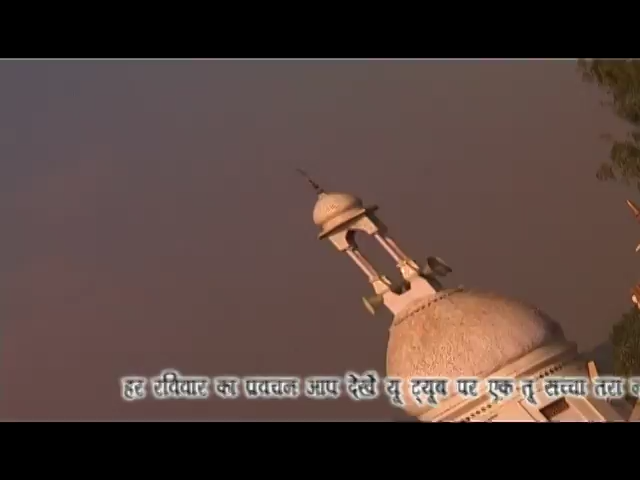 हर रविवार का प्रवचन आप देखे यू ट्यूब पर एक तू सच्चा तेरा